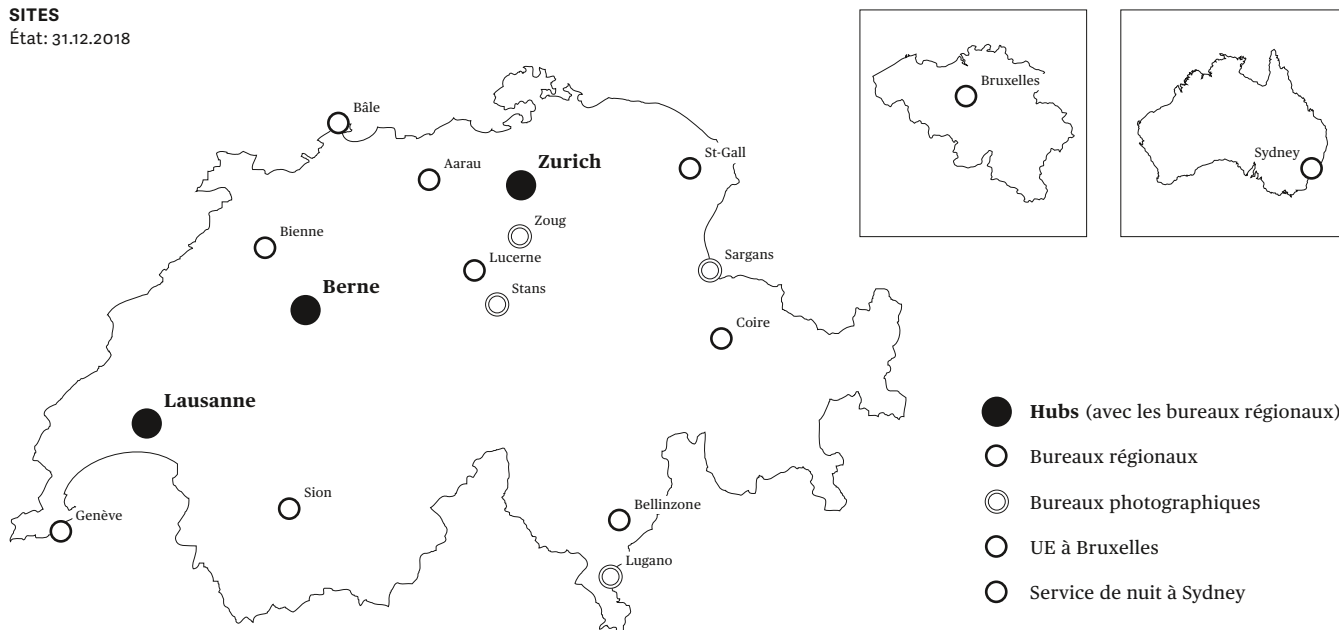 SITES
État: 31.12.2018
Bruxelles
Bâle
Sydney
St-Gall
Aarau
Zurich
Zoug
Bienne
Lucerne
Sargans
Berne
Stans
Coire
Lausanne
Hubs (avec les bureaux régionaux)
Bureaux régionaux
Sion
Bureaux photographiques
Bellinzone
Genève
UE à Bruxelles
Lugano
Service de nuit à Sydney